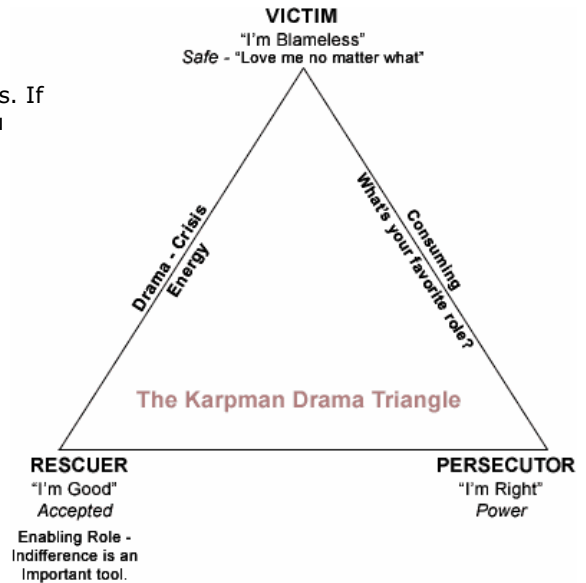 VICTIM
“I’m Blameless”
Safe - “Love me no matter what”
s. If
Drama - Crisis
Energy
Consuming
What’s your favorite role?
The Karpman Drama Triangle
RESCUER
“I’m Good”
Accepted
Enabling Role -
Indifference is an
Important tool.
PERSECUTOR
“I’m Right”
Power